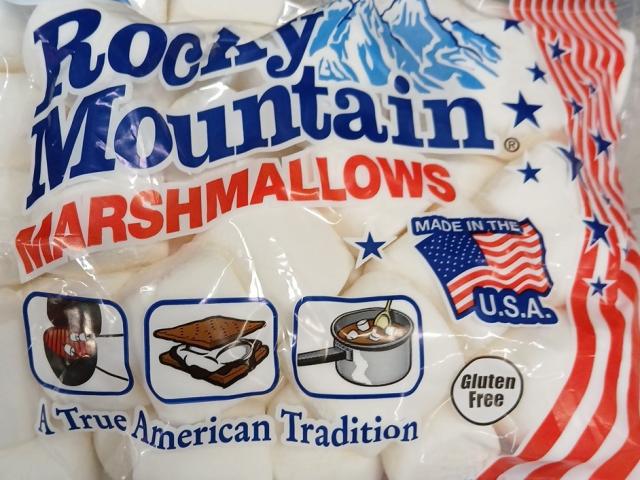 Rocky
Mountain®
MARSHMALLOWS
MADE IN THE
U.S.A.
Gluten
Free
A True American Tradition